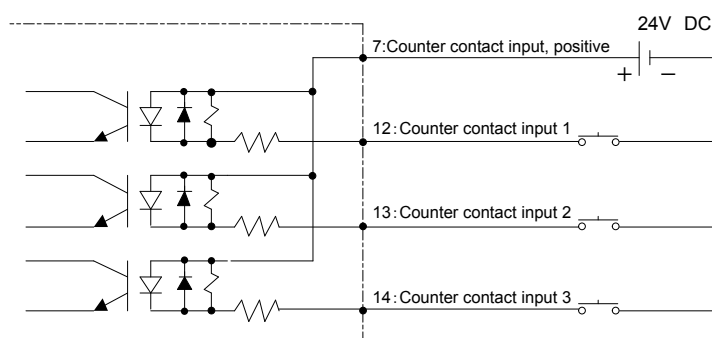 24V DC
7:Counter contact input, positive
+ −
12:Counter contact input 1
13:Counter contact input 2
14:Counter contact input 3